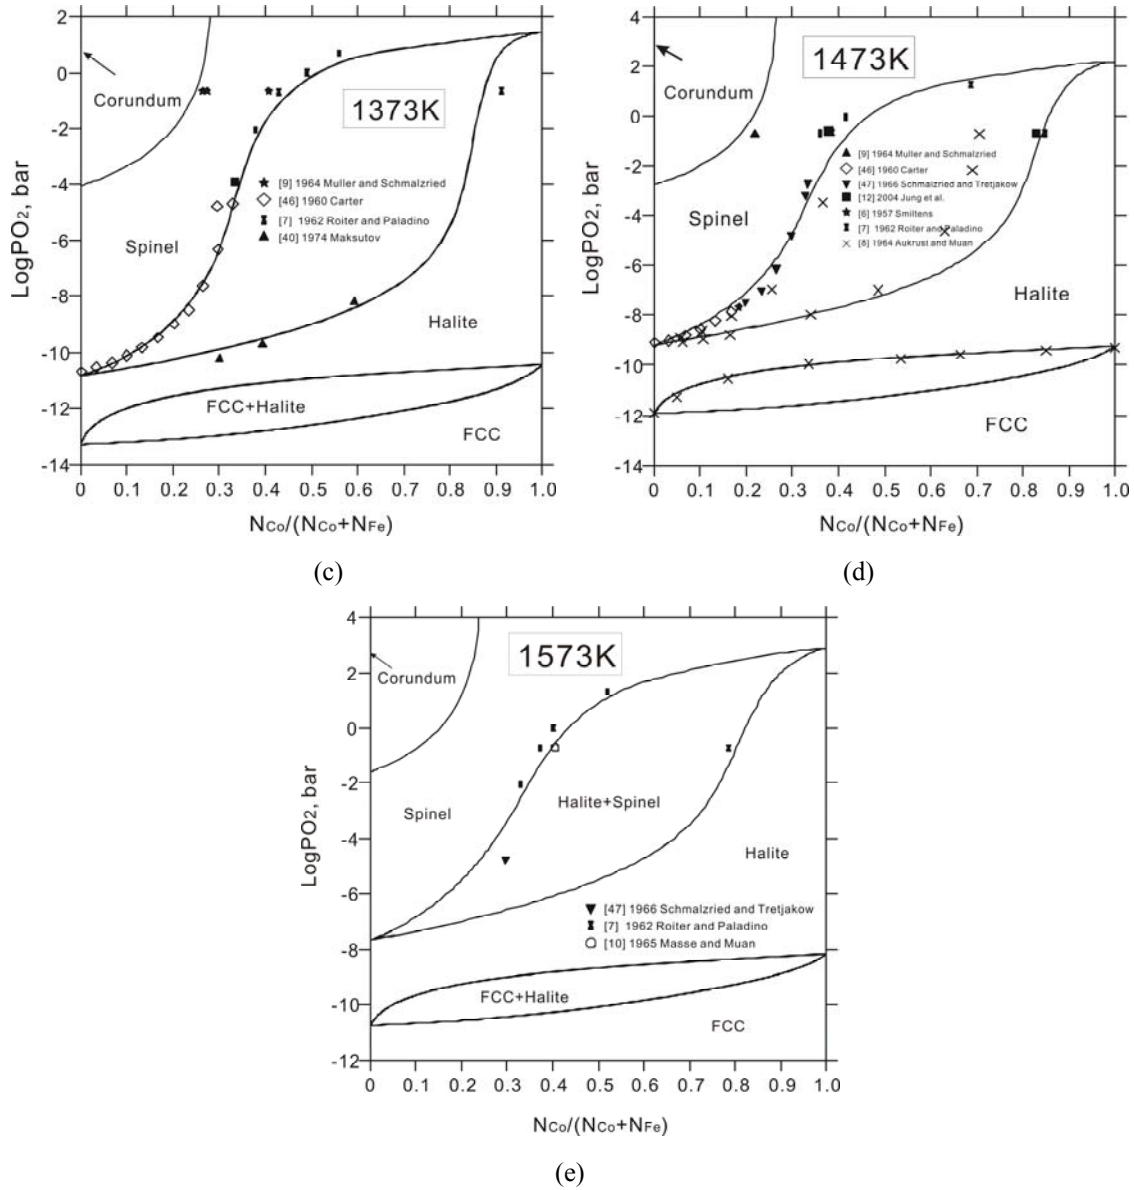 1373K
2
0
-2
-4
-6
-8
-10
-12
-14
LogPO2, bar
Corundum
Spinel
[9] 1964 Muller and Schmalzried
[46] 1960 Carter
[7] 1962 Roiter and Paladino
[40] 1974 Maksutov
Halite
FCC+Halite
FCC
0 0.1 0.2 0.3 0.4 0.5 0.6 0.7 0.8 0.9 1.0
NCo/(NCo+NFe)
(c)
1473K
4
2
0
-2
-4
-6
-8
-10
-12
-14
LogPO2, bar
Corundum
Spinel
[9] 1964 Muller and Schmalzried
[46] 1960 Carter
[47] 1966 Schmalzried and Tretjakow
[12] 2004 Jung et al.
[6] 1957 Smiltens
[7] 1962 Roiter and Paladino
[8] 1964 Aukrust and Muan
Halite
FCC
0 0.1 0.2 0.3 0.4 0.5 0.6 0.7 0.8 0.9 1.0
NCo/(NCo+NFe)
(d)
1573K
4
2
0
-2
-4
-6
-8
-10
-12
LogPO2, bar
Corundum
Spinel
Halite+Spinel
Halite
[47] 1966 Schmalzried and Tretjakow
[7] 1962 Roiter and Paladino
[10] 1965 Masse and Muan
FCC+Halite
FCC
0 0.1 0.2 0.3 0.4 0.5 0.6 0.7 0.8 0.9 1.0
NCo/(NCo+NFe)
(e)